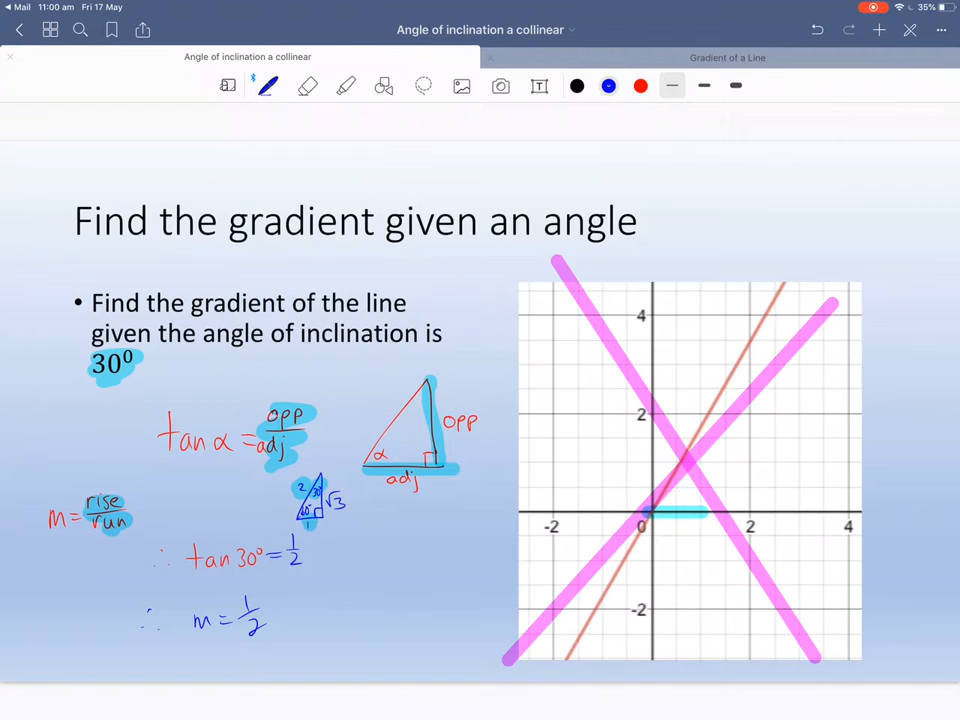 Mail 11:00 am Fri 17 May 35%
Angle of inclination a collinear
Angle of inclination a collinear
Gradient of a Line
Find the gradient given an angle
• Find the gradient of the line
given the angle of inclination is
30⁰
tan α = opp/adj
α
opp
adj
m = rise/run
2 30° √3
60°
1
∴ tan 30° = 1/2
∴ m = 1/2
4
2
-2 0 2 4
-2